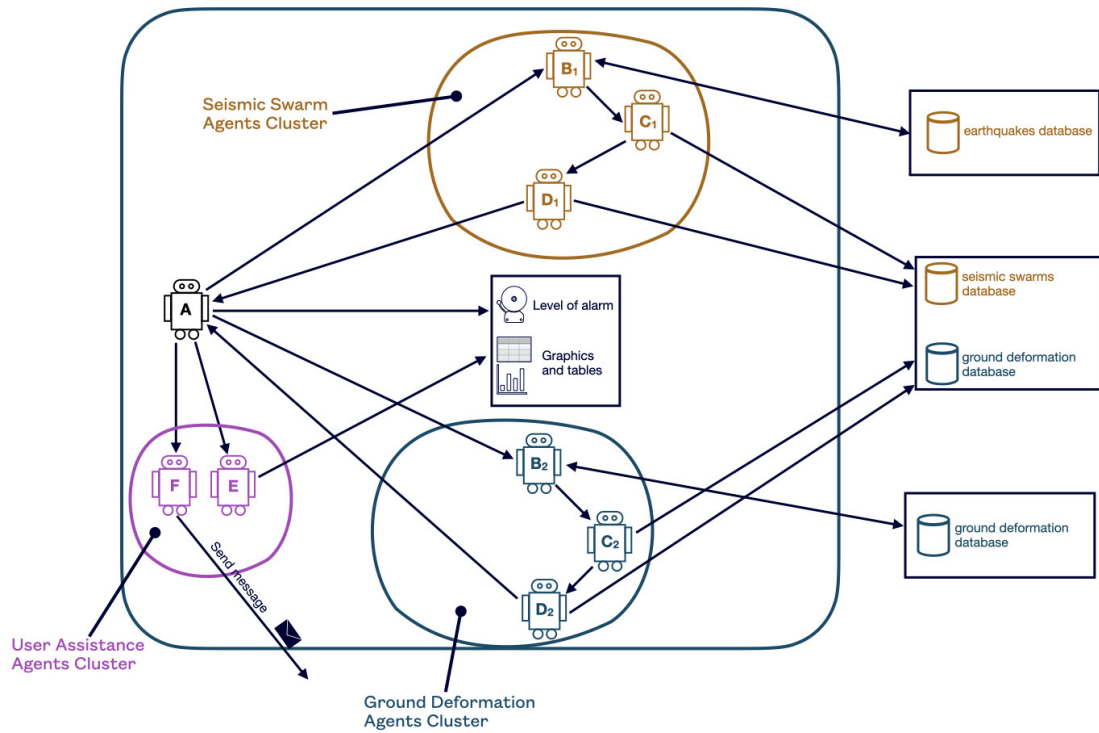 B₁
Seismic Swarm
Agents Cluster
C₁
earthquakes database
D₁
A
Level of alarm
seismic swarms
database
Graphics
and tables
ground deformation
database
B₂
F
E
C₂
ground deformation
database
Send message
D₂
User Assistance
Agents Cluster
Ground Deformation
Agents Cluster